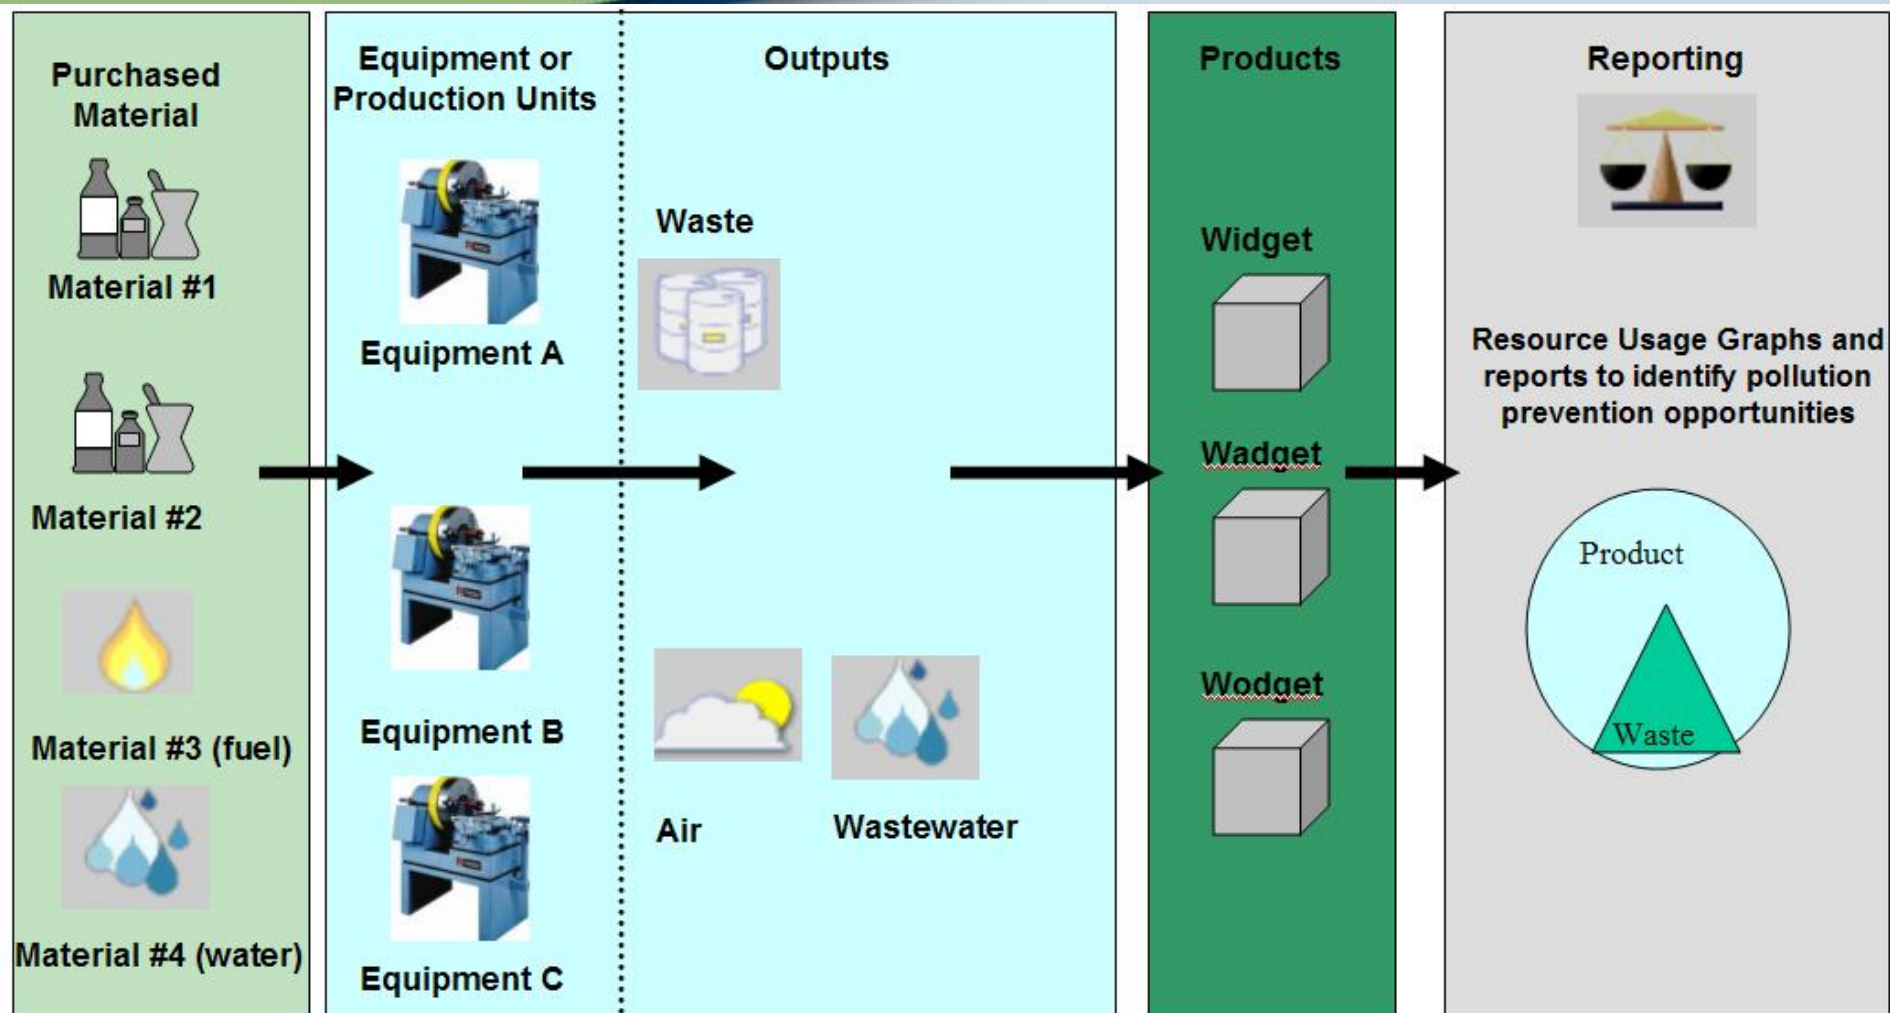 Purchased
Material
Material #1
Material #2
Material #3 (fuel)
Material #4 (water)
Equipment or
Production Units
Equipment A
Equipment B
Equipment C
Outputs
Waste
Air
Wastewater
Products
Widget
Wadget
Wodget
Reporting
Resource Usage Graphs and
reports to identify pollution
prevention opportunities
Product
Waste